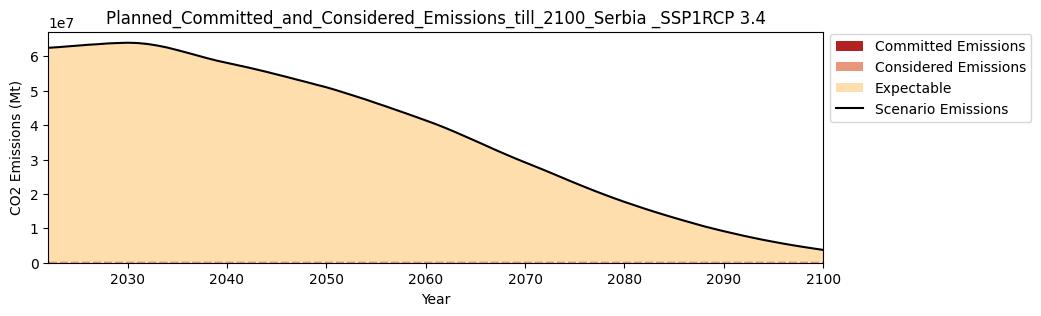 Planned_Committed_and_Considered_Emissions_till_2100_Serbia _SSP1RCP 3.4
1e7
CO2 Emissions (Mt)
6
5
4
3
2
1
0
2030 2040 2050 2060 2070 2080 2090 2100
Year
Committed Emissions
Considered Emissions
Expectable
Scenario Emissions